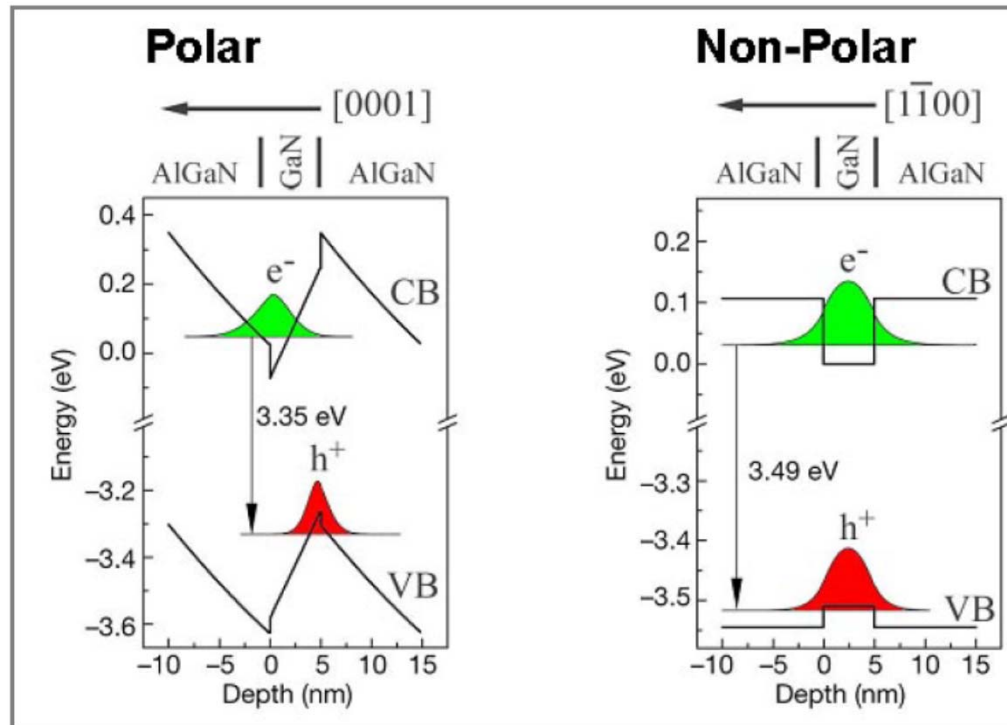 Polar
[0001]
AlGaN
GaN
AlGaN
0.4
0.2
0.0
−3.2
−3.4
−3.6
Energy (eV)
e⁻
CB
3.35 eV
h⁺
VB
−10 −5 0 5 10 15
Depth (nm)
Non-Polar
[11̄00]
AlGaN
GaN
AlGaN
0.2
0.1
0.0
−3.3
−3.4
−3.5
Energy (eV)
e⁻
CB
3.49 eV
h⁺
VB
−10 −5 0 5 10 15
Depth (nm)